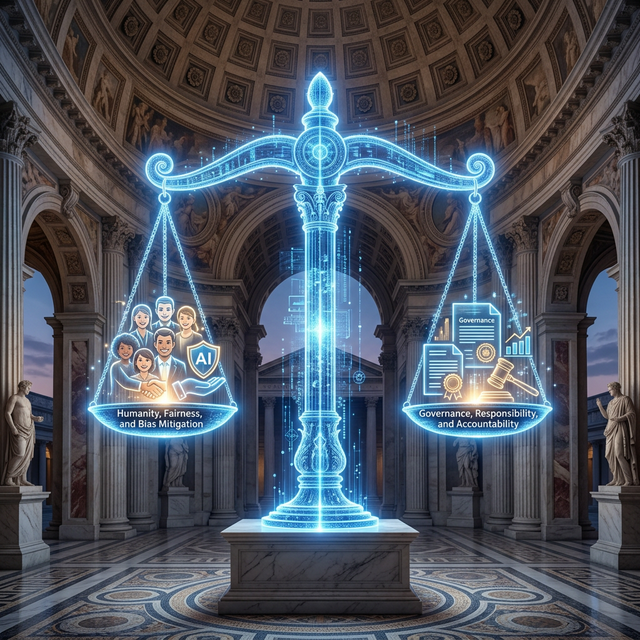 AI
Humanity, Fairness,
and Bias Mitigation
Governance
Governance, Responsibility,
and Accountability